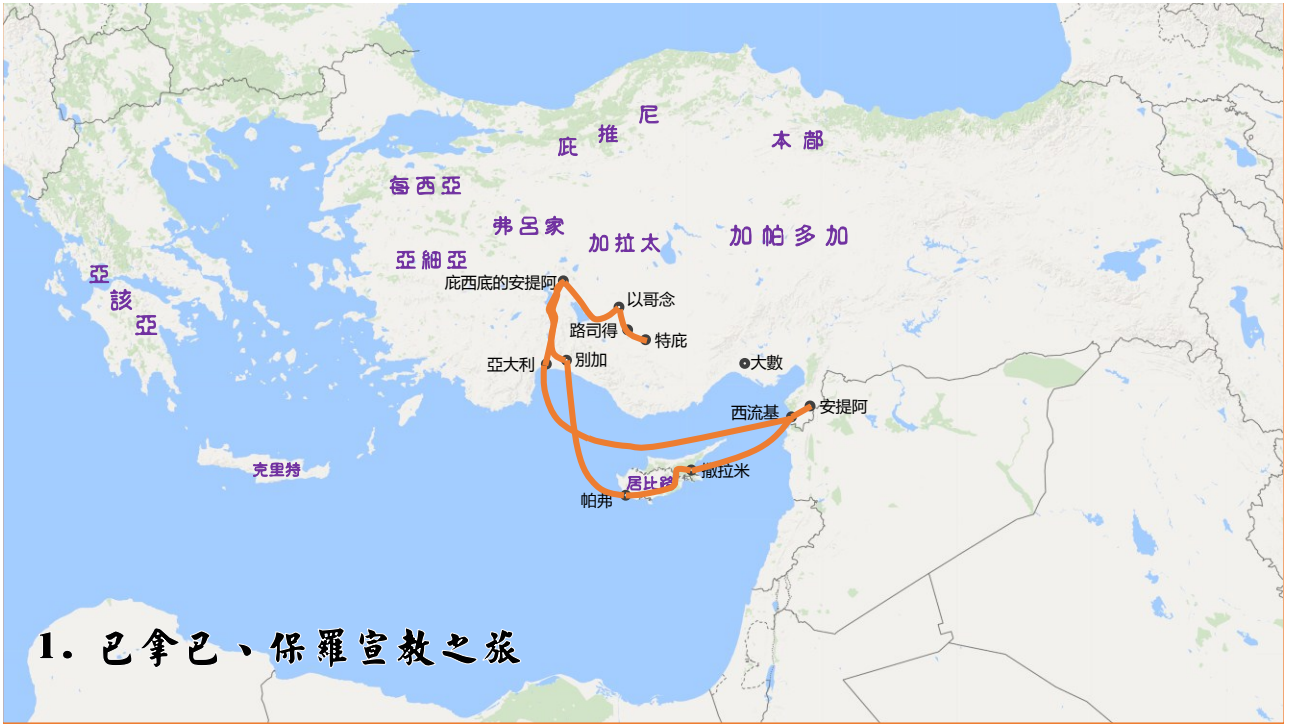 庇推尼
本都
每西亞
弗呂家
加拉太
加帕多加
亞細亞
亞該亞
庇西底的安提阿
以哥念
路司得
特庇
亞大利
別加
大數
西流基
安提阿
克里特
撒拉米
居比路
帕弗
1. 巴拿巴、保羅宣教之旅